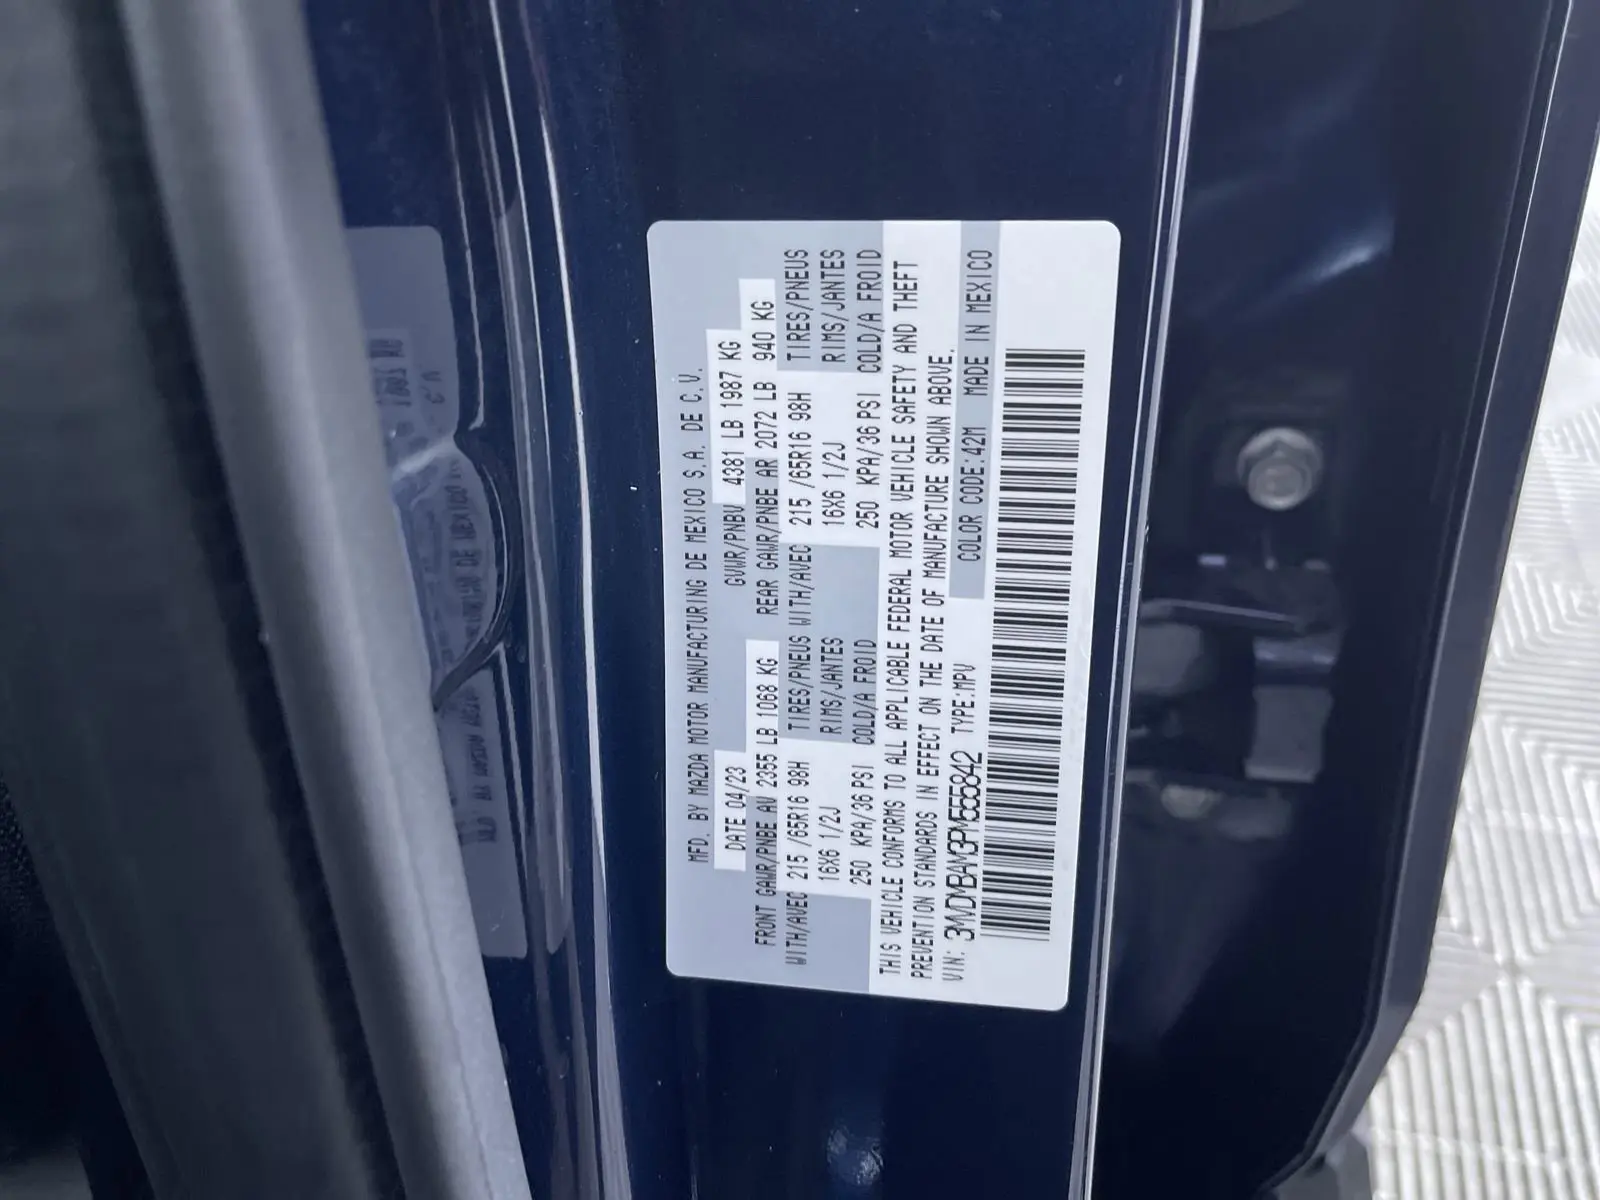 MFD. BY MAZDA MOTOR MANUFACTURING DE MEXICO S.A. DE C.V.
DATE 04/23 GVWR/PNBV 4381 LB 1987 KG
FRONT GAWR/PNBE AV 2355 LB 1068 KG REAR GAWR/PNBE AR 2072 LB 940 KG
WITH/AVEC 215 /65R16 98H TIRES/PNEUS WITH/AVEC 215 /65R16 98H TIRES/PNEUS
16X6 1/2J RIMS/JANTES 16X6 1/2J RIMS/JANTES
250 KPA/36 PSI COLD/A FROID 250 KPA/36 PSI COLD/A FROID
THIS VEHICLE CONFORMS TO ALL APPLICABLE FEDERAL MOTOR VEHICLE SAFETY AND THEFT
PREVENTION STANDARDS IN EFFECT ON THE DATE OF MANUFACTURE SHOWN ABOVE.
VIN: 3MVDMBAM3PM555842 TYPE:MPV COLOR CODE:42M MADE IN MEXICO